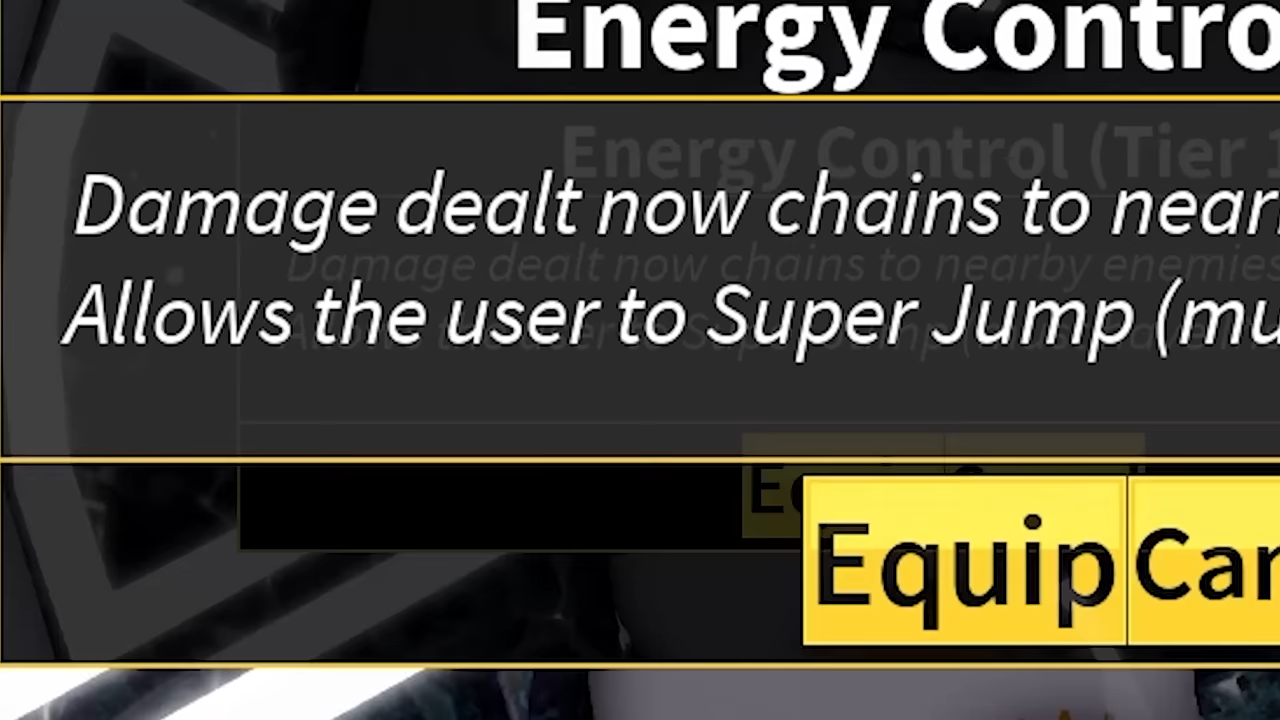 Energy Contro
Energy Control (Tier 1
Damage dealt now chains to near
Damage dealt now chains to nearby enemies
Allows the user to Super Jump (mu
Equip Can